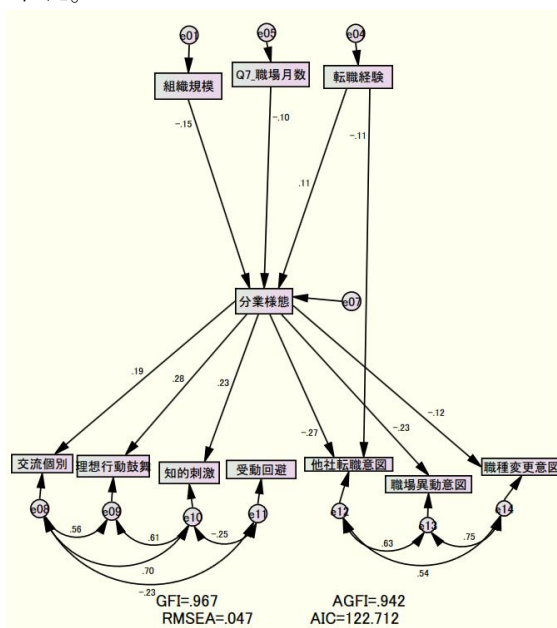 e01
e05
e04
組織規模
Q7_職場月数
転職経験
-.15
-.10
-.11
.11
分業様態
e07
.19
.28
.23
-.27
-.23
-.12
交流個別
理想行動鼓舞
知的刺激
受動回避
他社転職意図
職場異動意図
職種変更意図
e08
e09
e10
e11
e12
e13
e14
.56
.61
-.25
.63
.75
.70
.54
-.23
GFI=.967
AGFI=.942
RMSEA=.047
AIC=122.712